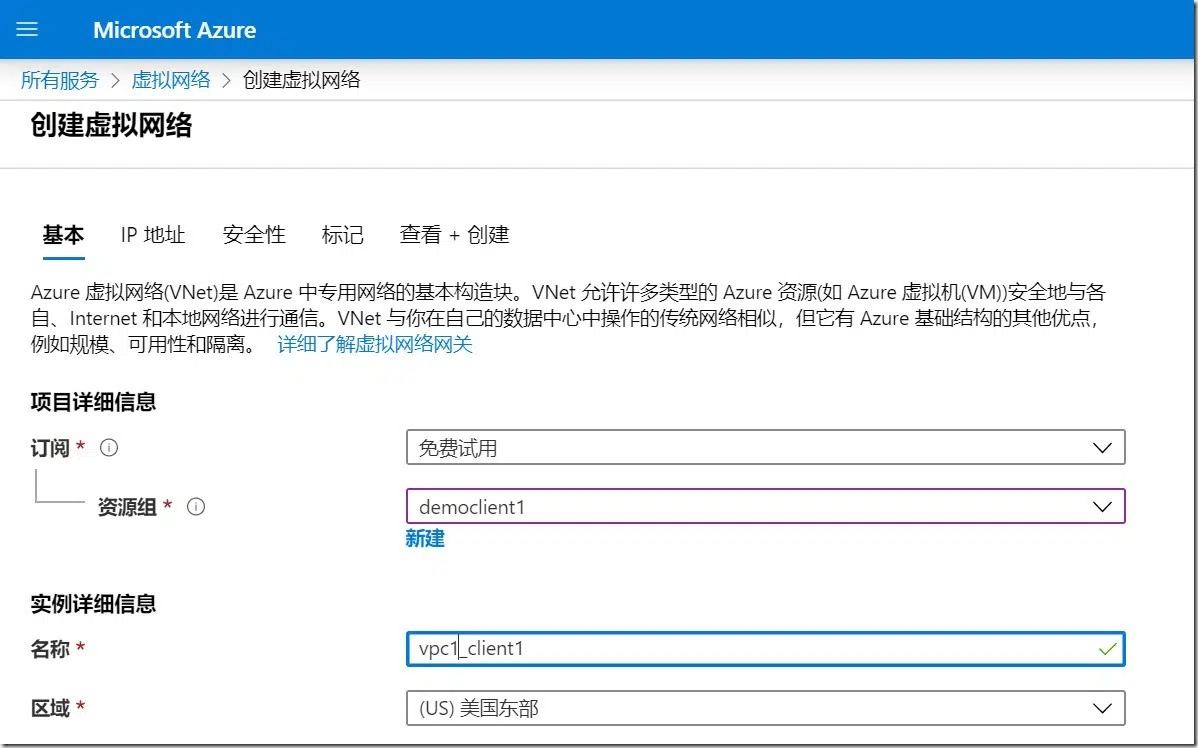 Microsoft Azure
所有服务 > 虚拟网络 > 创建虚拟网络
创建虚拟网络
基本 IP 地址 安全性 标记 查看 + 创建
Azure 虚拟网络(VNet)是 Azure 中专用网络的基本构造块。VNet 允许许多类型的 Azure 资源(如 Azure 虚拟机(VM))安全地与各
自、Internet 和本地网络进行通信。VNet 与你在自己的数据中心中操作的传统网络相似，但它有 Azure 基础结构的其他优点，
例如规模、可用性和隔离。 详细了解虚拟网络网关
项目详细信息
订阅 * 免费试用
资源组 * democlient1
新建
实例详细信息
名称 * vpc1_client1
区域 * (US) 美国东部